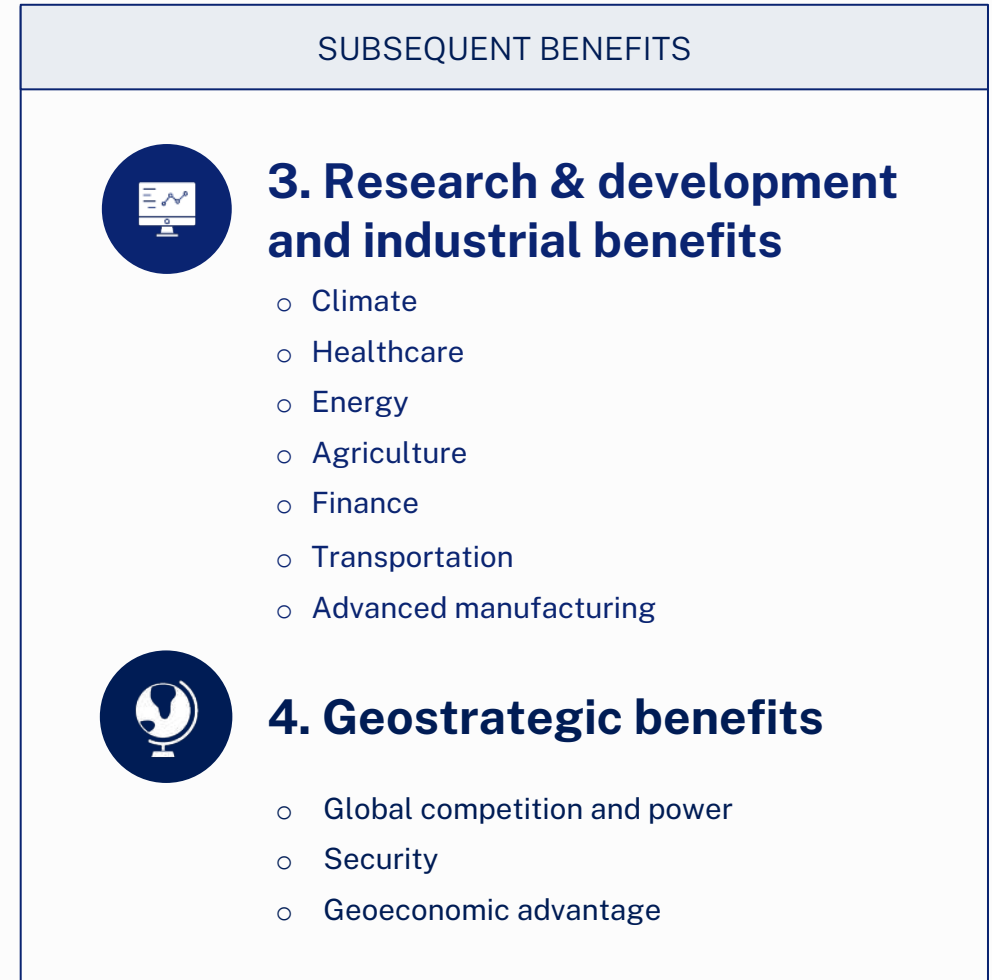 SUBSEQUENT BENEFITS
3. Research & development
and industrial benefits
○ Climate
○ Healthcare
○ Energy
○ Agriculture
○ Finance
○ Transportation
○ Advanced manufacturing
4. Geostrategic benefits
○ Global competition and power
○ Security
○ Geoeconomic advantage